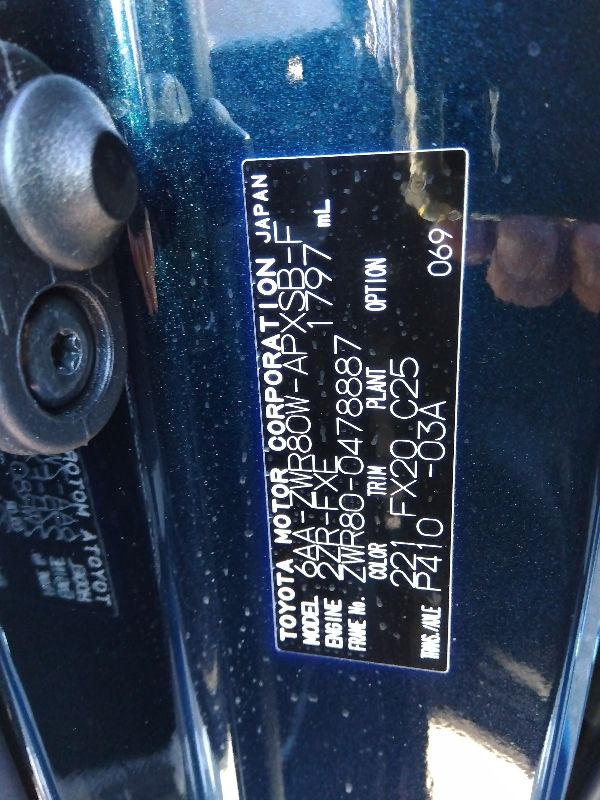 TOYOTA MOTOR CORPORATION JAPAN
MODEL 6AA-ZWR80W-APXSB-F
ENGINE 2ZR-FXE 1797 mL
FRAME No. ZWR80-0478887
COLOR TRIM PLANT OPTION
221 FX20 C25
TRNS./AXLE P410 -03A 069